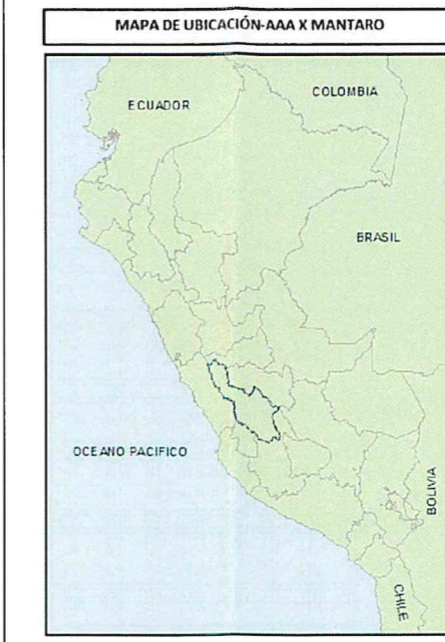 MAPA DE UBICACIÓN-AAA X MANTARO
COLOMBIA
ECUADOR
BRASIL
OCEANO PACIFICO
BOLIVIA
CHILE